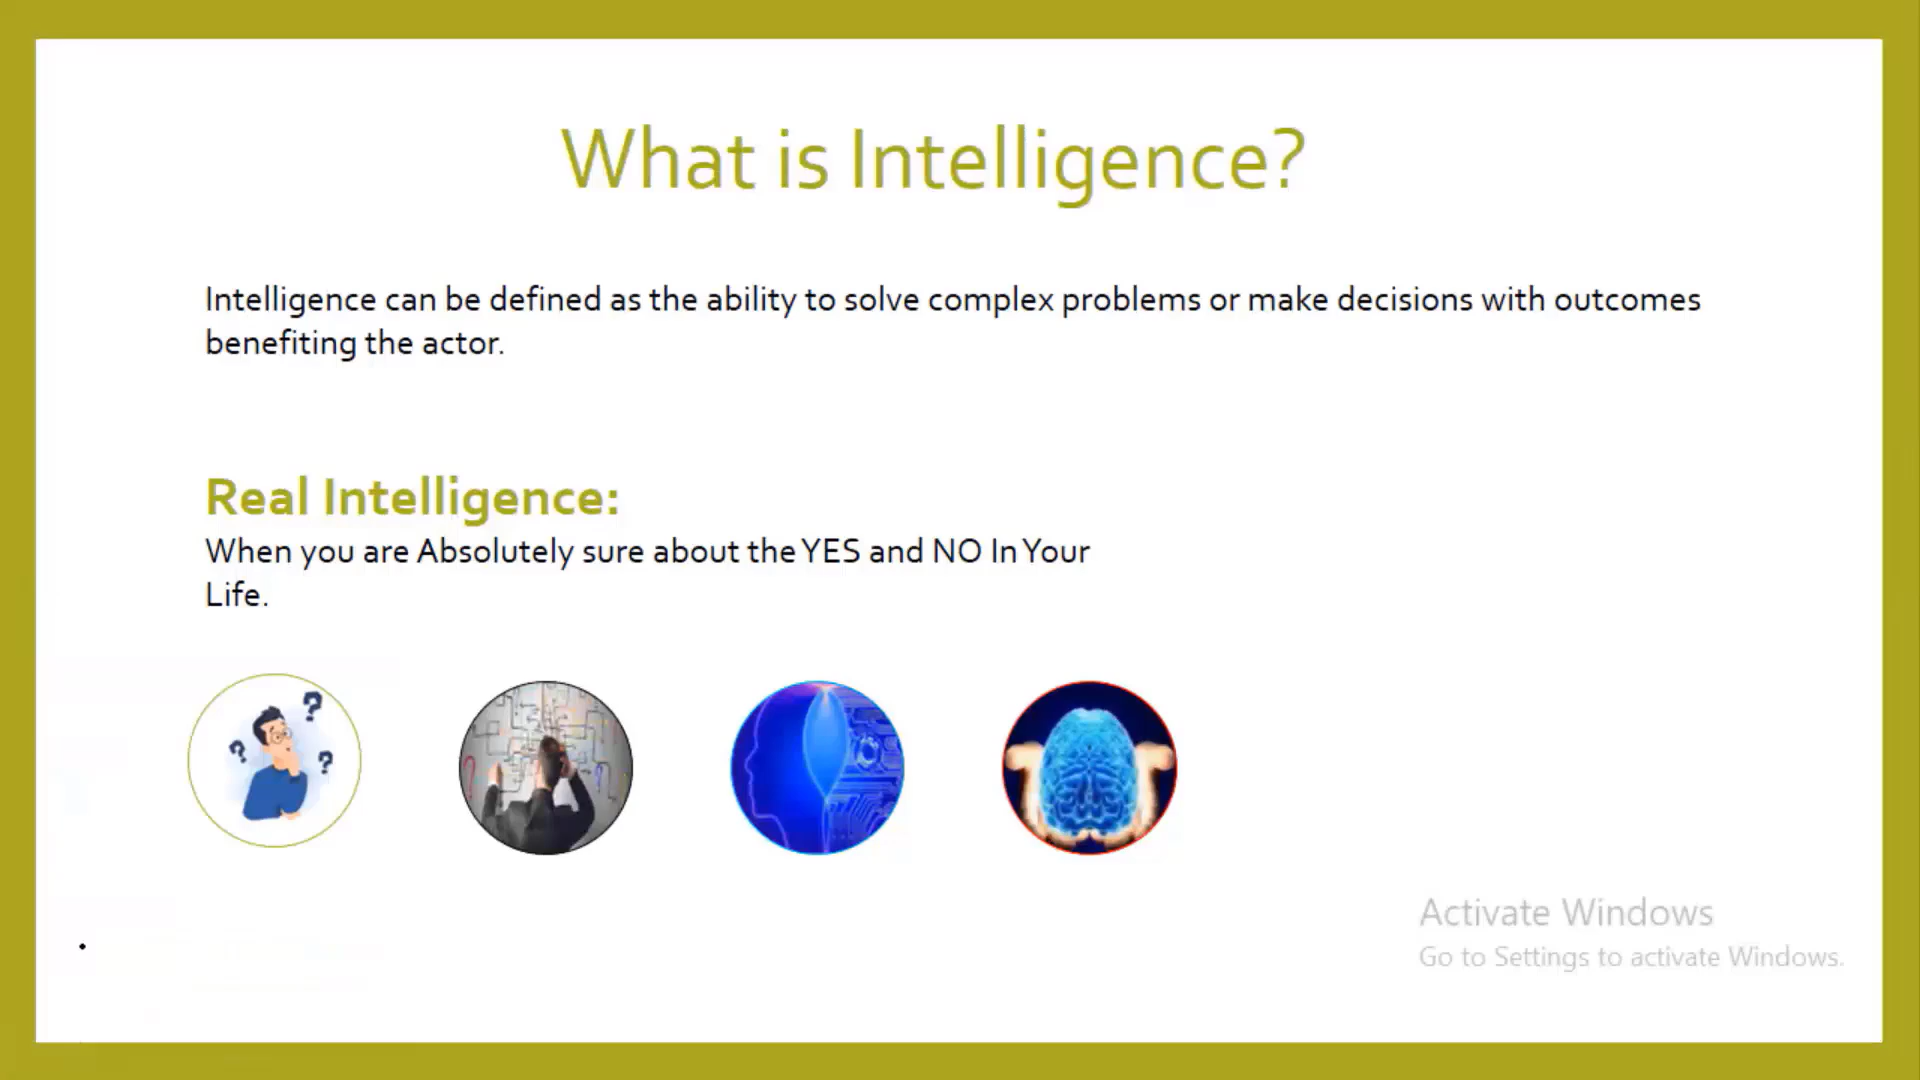 What is Intelligence?
Intelligence can be defined as the ability to solve complex problems or make decisions with outcomes
benefiting the actor.
Real Intelligence:
When you are Absolutely sure about the YES and NO In Your
Life.
? ? ?
Activate Windows
Go to Settings to activate Windows.